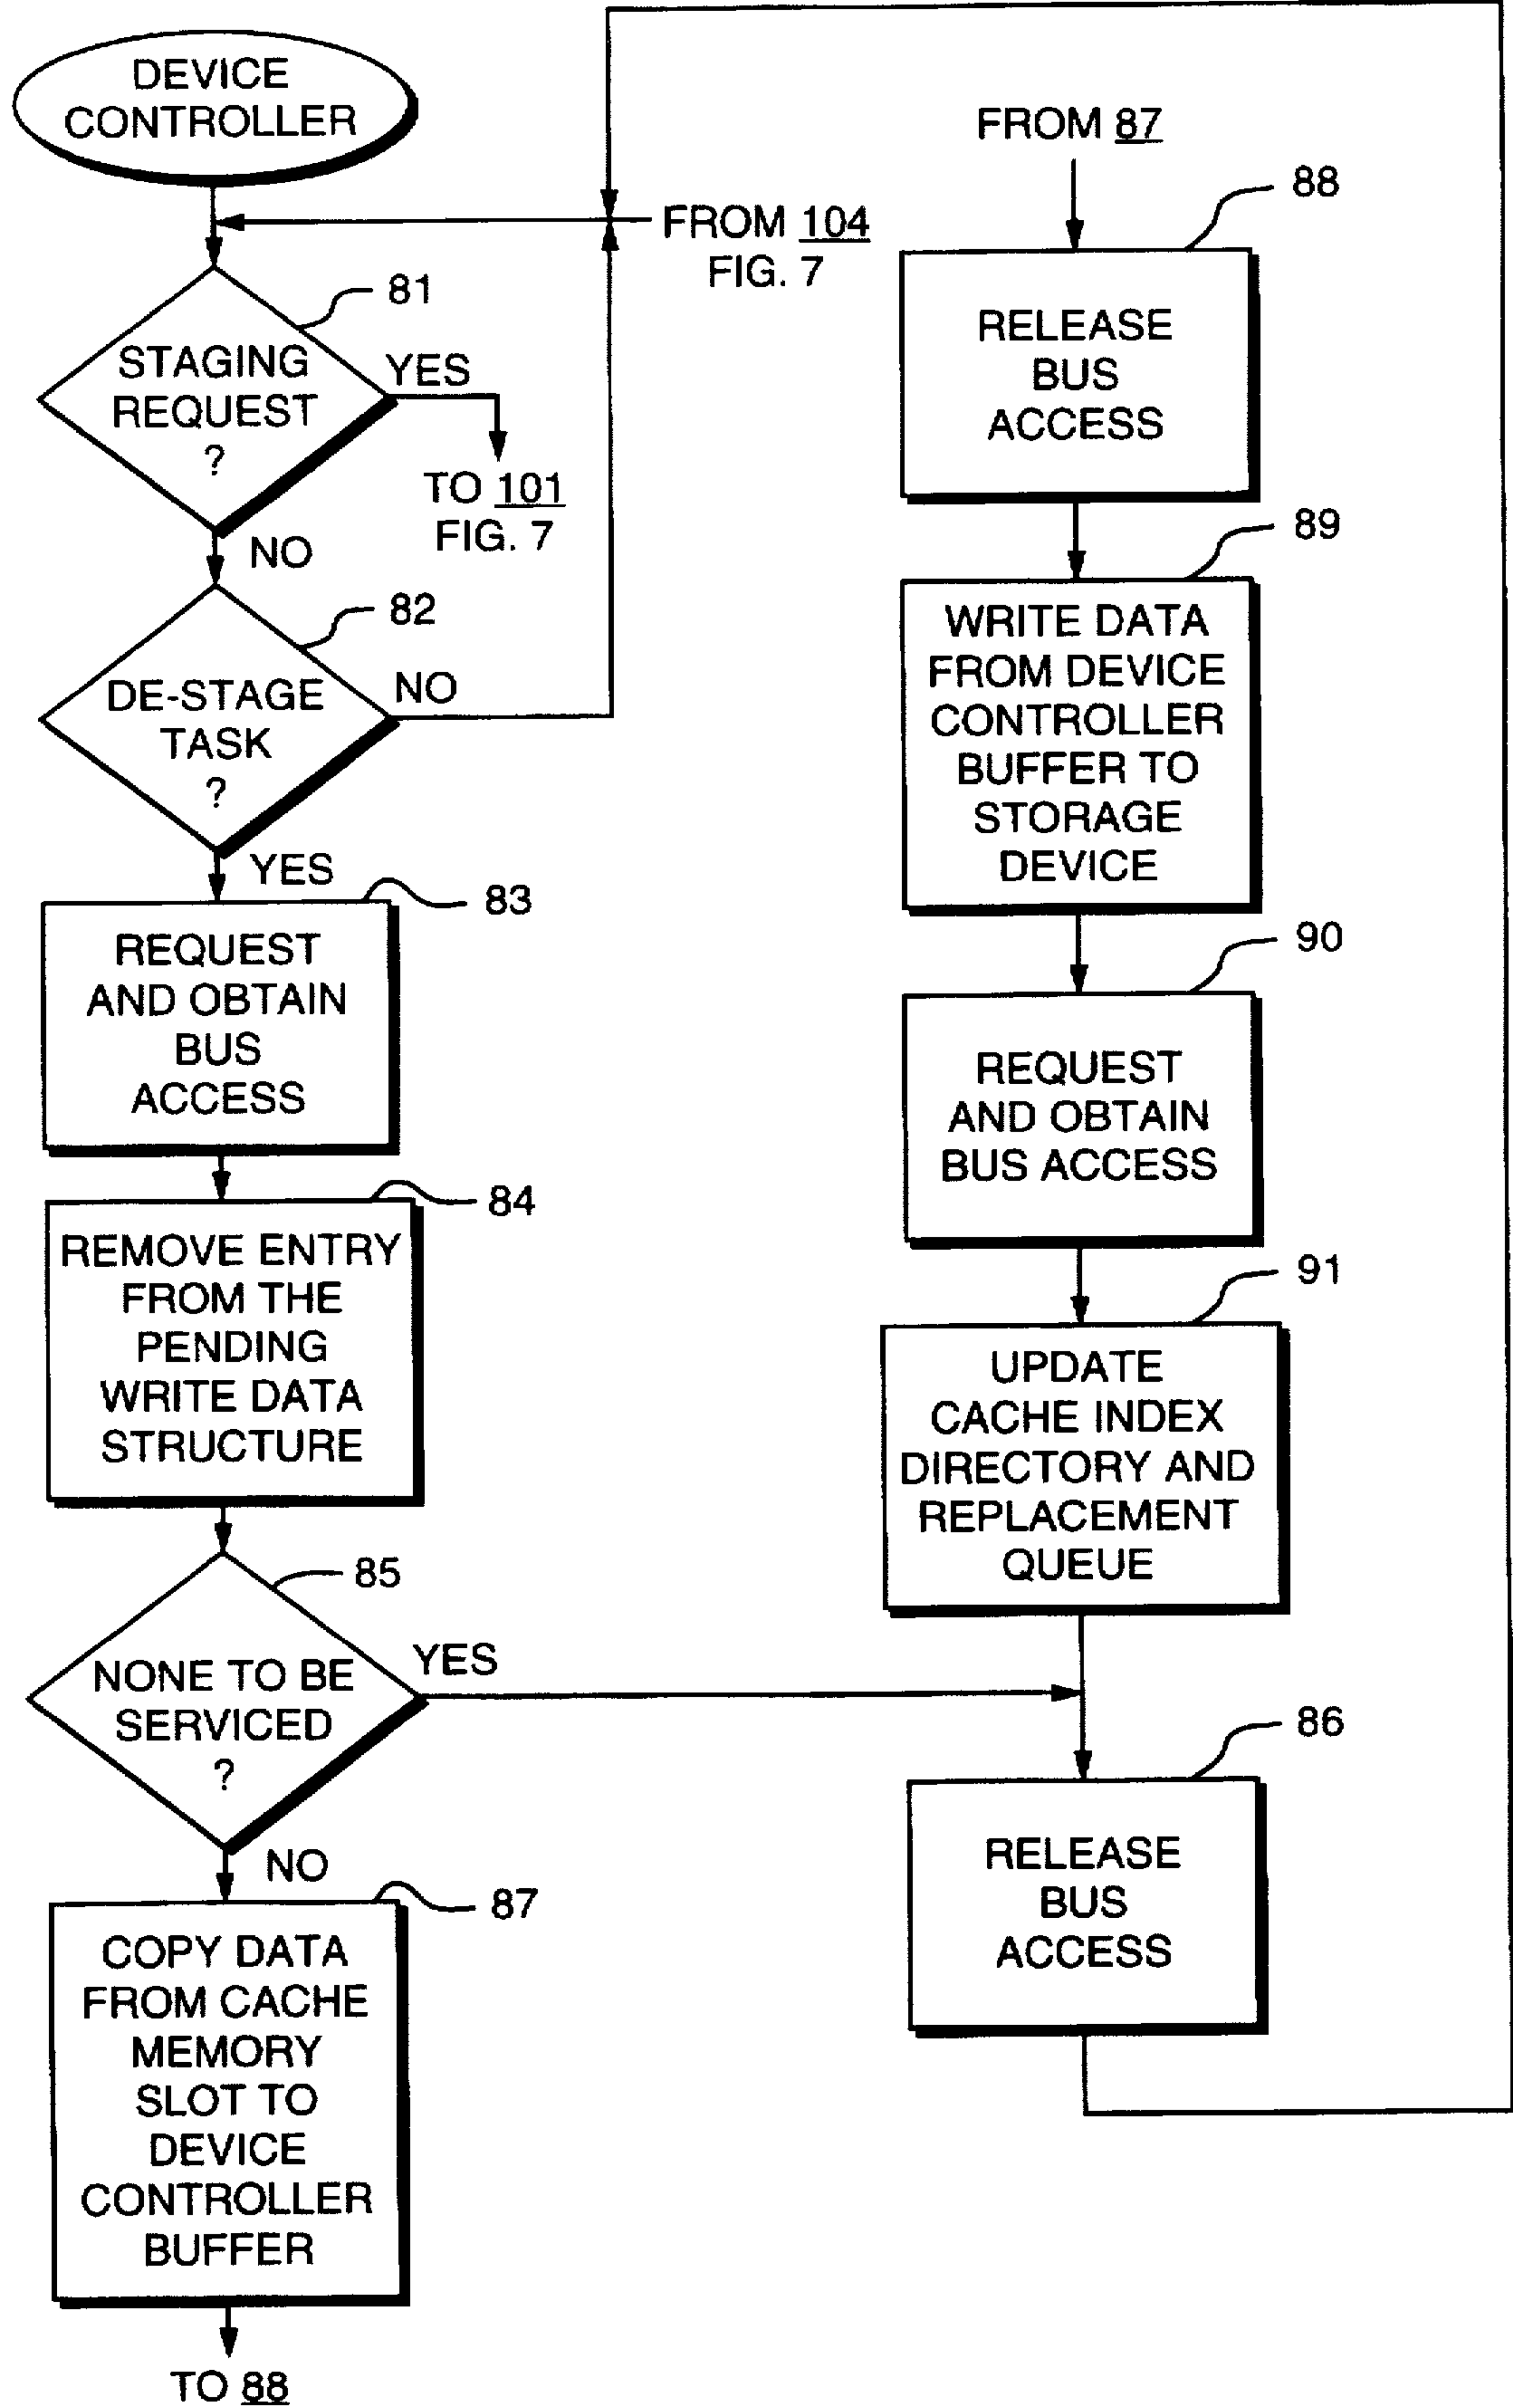 DEVICE
CONTROLLER
FROM 104
FIG. 7
81
STAGING
REQUEST
?
YES
TO 101
FIG. 7
NO
82
DE-STAGE
TASK
?
NO
YES
83
REQUEST
AND OBTAIN
BUS
ACCESS
84
REMOVE ENTRY
FROM THE
PENDING
WRITE DATA
STRUCTURE
85
NONE TO BE
SERVICED
?
YES
NO
87
COPY DATA
FROM CACHE
MEMORY
SLOT TO
DEVICE
CONTROLLER
BUFFER
TO 88
FROM 87
88
RELEASE
BUS
ACCESS
89
WRITE DATA
FROM DEVICE
CONTROLLER
BUFFER TO
STORAGE
DEVICE
90
REQUEST
AND OBTAIN
BUS ACCESS
91
UPDATE
CACHE INDEX
DIRECTORY AND
REPLACEMENT
QUEUE
86
RELEASE
BUS
ACCESS